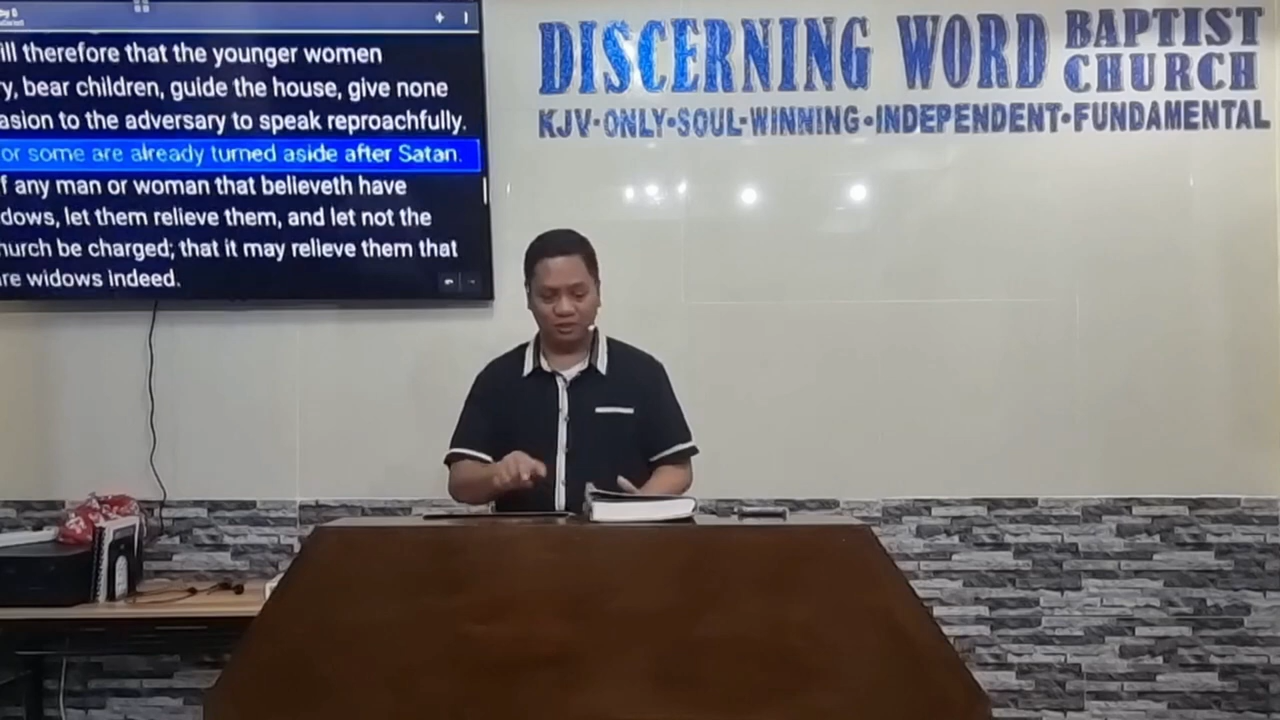 ill therefore that the younger women
y, bear children, guide the house, give none
asion to the adversary to speak reproachfully.
or some are already turned aside after Satan.
f any man or woman that believeth have
dows, let them relieve them, and let not the
hurch be charged; that it may relieve them that
re widows indeed.
DISCERNING WORD BAPTIST CHURCH
KJV•ONLY•SOUL-WINNING•INDEPENDENT•FUNDAMENTAL